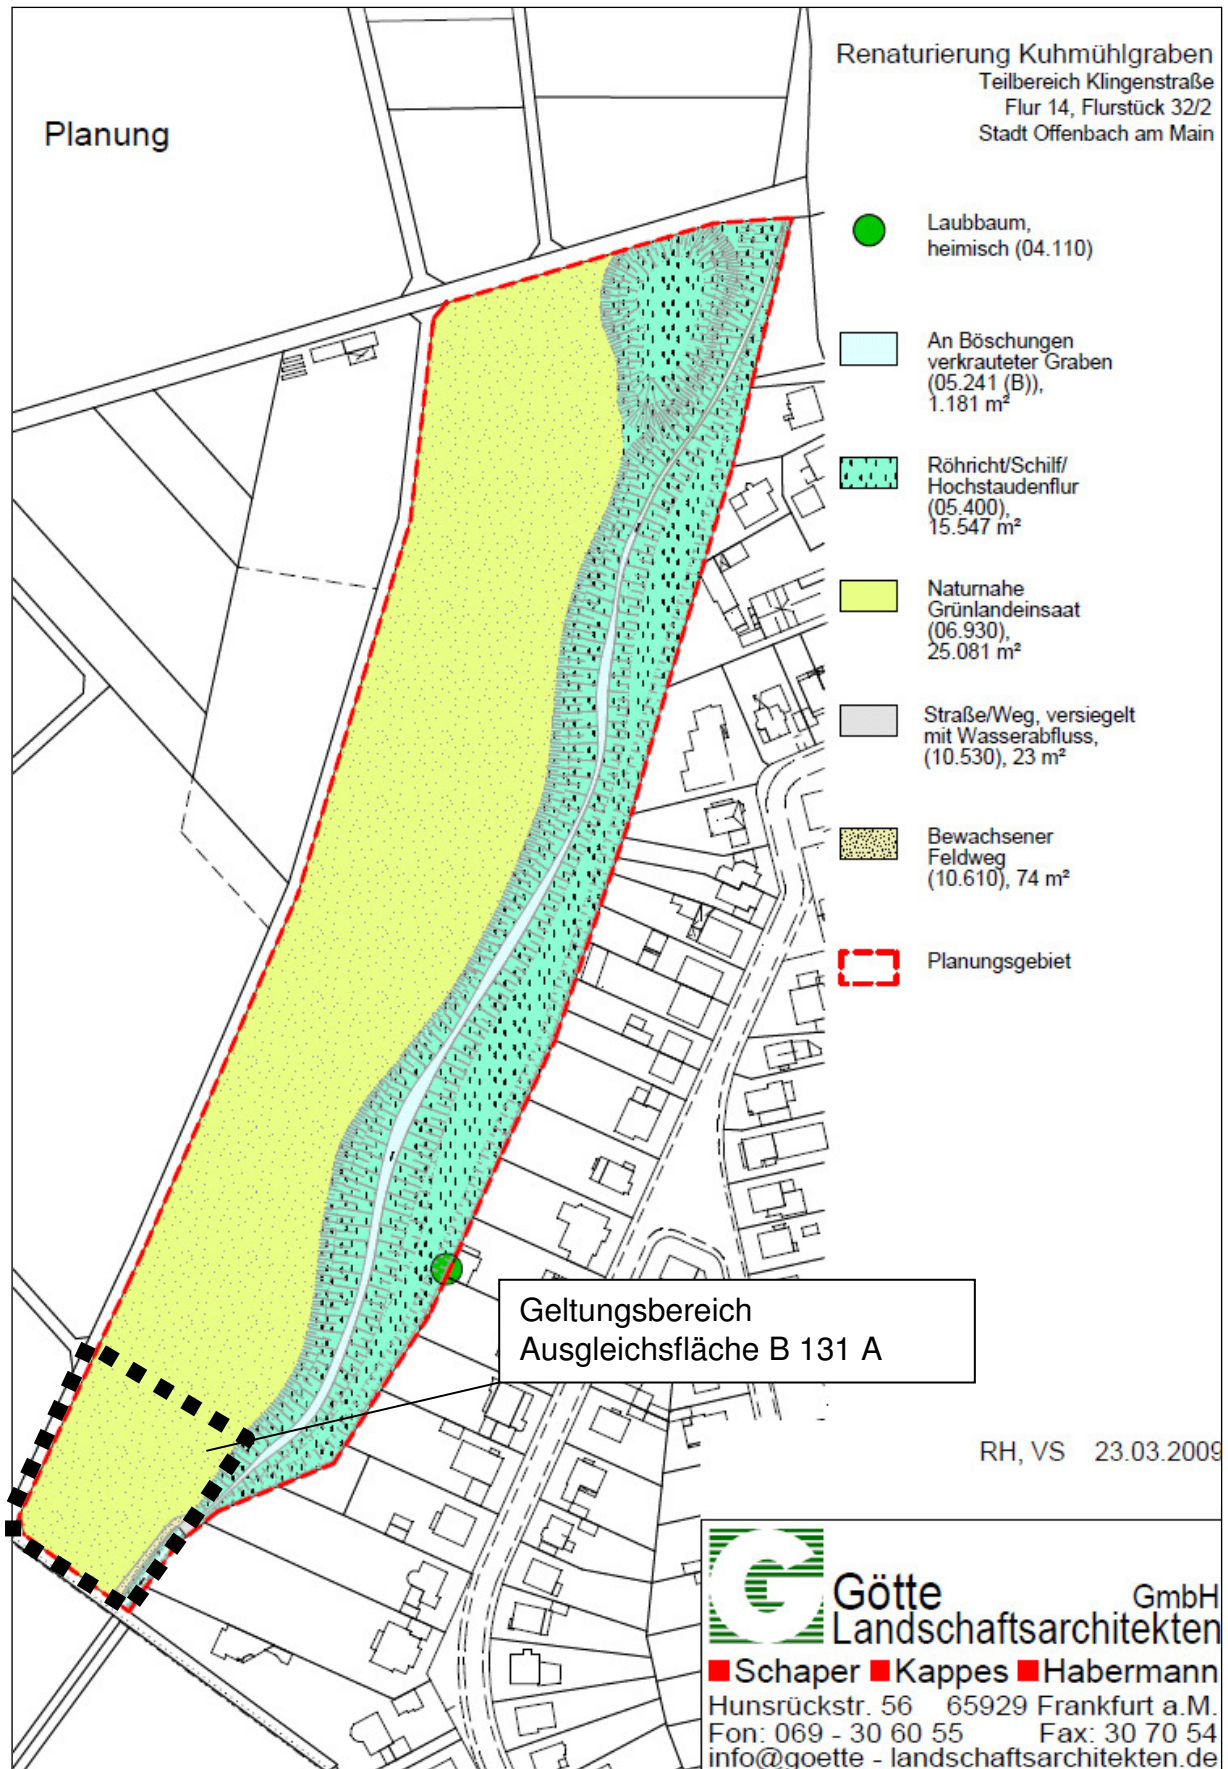 Renaturierung Kuhmühlgraben
Teilbereich Klingenstraße
Flur 14, Flurstück 32/2
Stadt Offenbach am Main
Planung
Laubbaum,
heimisch (04.110)
An Böschungen
verkrauteter Graben
(05.241 (B)),
1.181 m²
Röhricht/Schilf/
Hochstaudenflur
(05.400),
15.547 m²
Naturnahe
Grünlandeinsaat
(06.930),
25.081 m²
Straße/Weg, versiegelt
mit Wasserabfluss,
(10.530), 23 m²
Bewachsener
Feldweg
(10.610), 74 m²
Planungsgebiet
Geltungsbereich
Ausgleichsfläche B 131 A
RH, VS 23.03.2009
Götte GmbH
Landschaftsarchitekten
Schaper Kappes Habermann
Hunsrückstr. 56 65929 Frankfurt a.M.
Fon: 069 - 30 60 55 Fax: 30 70 54
info@goette - landschaftsarchitekten.de